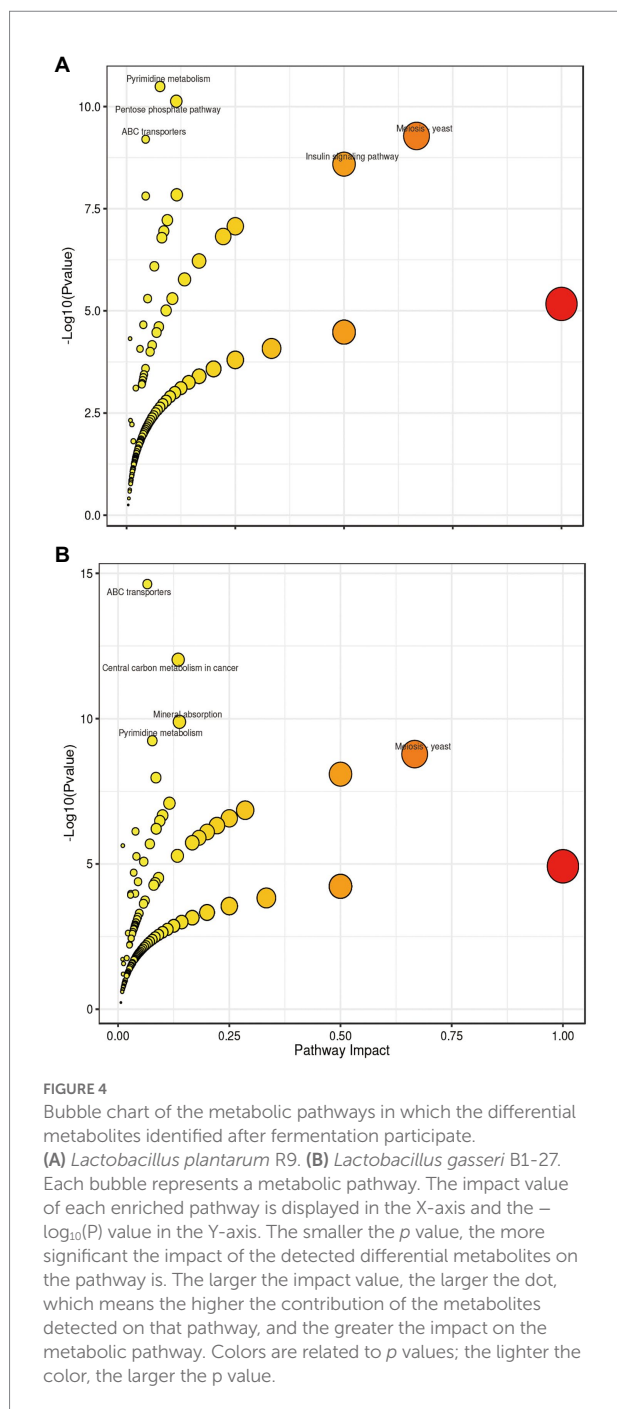 A
Pyrimidine metabolism
Pentose phosphate pathway
ABC transporters
Meiosis - yeast
Insulin signaling pathway
10.0
7.5
5.0
2.5
0.0
-Log10(Pvalue)
B
ABC transporters
Central carbon metabolism in cancer
Mineral absorption
Pyrimidine metabolism
Meiosis - yeast
15
10
5
0
-Log10(Pvalue)
0.00 0.25 0.50 0.75 1.00
Pathway Impact
FIGURE 4
Bubble chart of the metabolic pathways in which the differential
metabolites identified after fermentation participate.
(A) Lactobacillus plantarum R9. (B) Lactobacillus gasseri B1-27.
Each bubble represents a metabolic pathway. The impact value
of each enriched pathway is displayed in the X-axis and the –
log₁₀(P) value in the Y-axis. The smaller the p value, the more
significant the impact of the detected differential metabolites on
the pathway is. The larger the impact value, the larger the dot,
which means the higher the contribution of the metabolites
detected on that pathway, and the greater the impact on the
metabolic pathway. Colors are related to p values; the lighter the
color, the larger the p value.